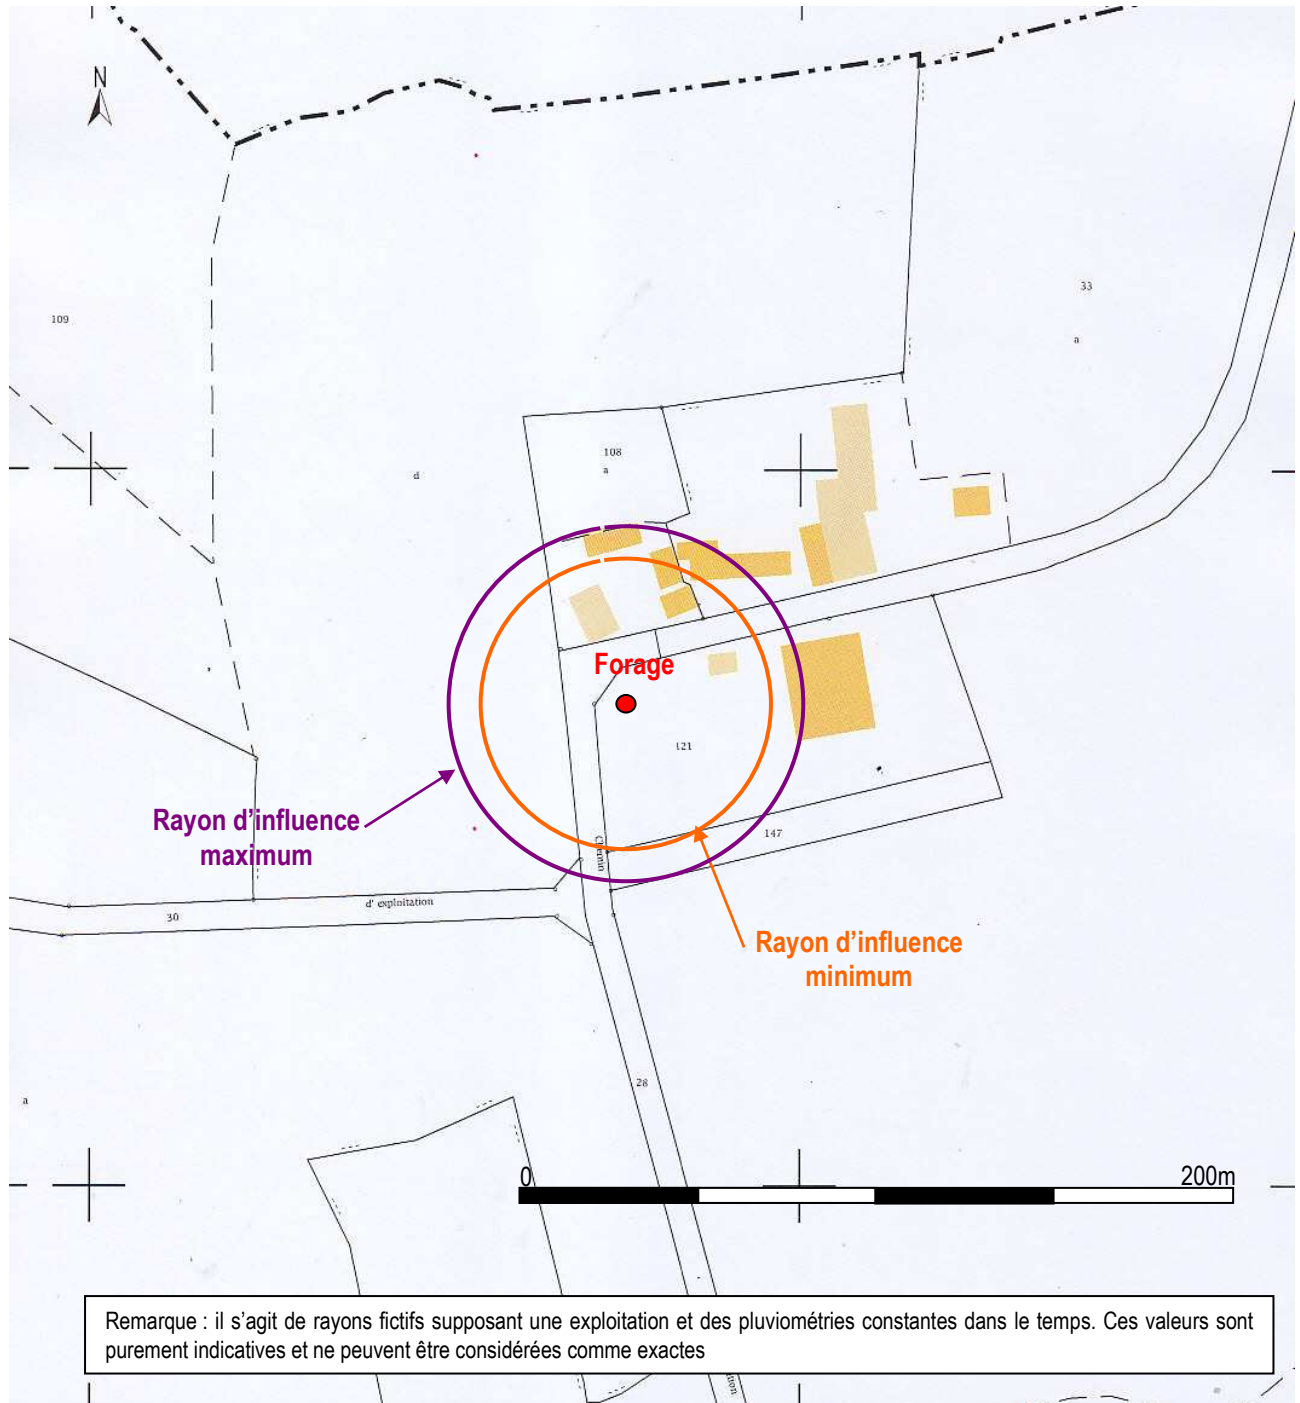 N
109
33
a
108
a
d
Forage
121
Rayon d’influence
maximum
147
Chemin
30
d' exploitation
Rayon d’influence
minimum
28
a
0
200m
Remarque : il s’agit de rayons fictifs supposant une exploitation et des pluviométries constantes dans le temps. Ces valeurs sont
purement indicatives et ne peuvent être considérées comme exactes